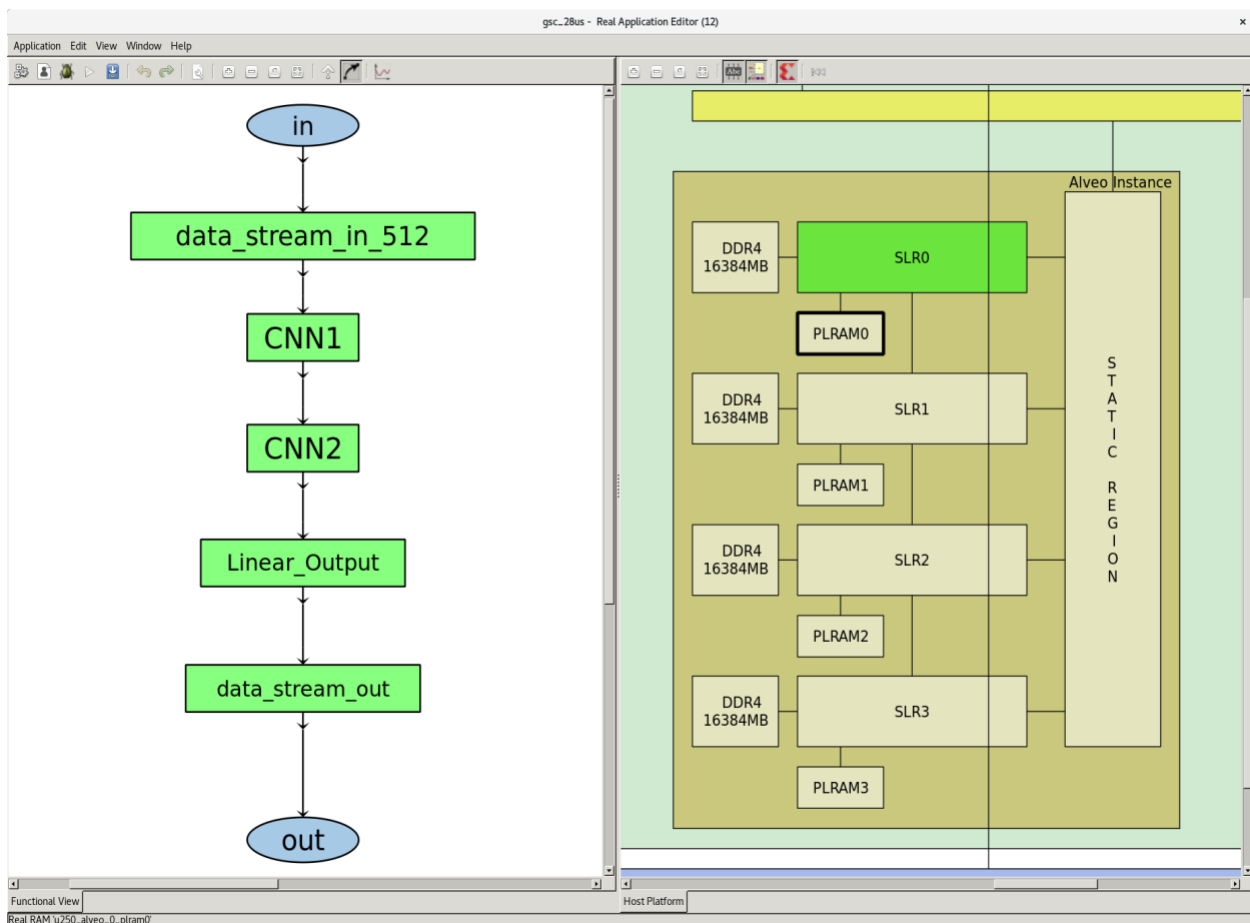 gsc_28us - Real Application Editor (12)
×
Application Edit View Window Help
in
data_stream_in_512
CNN1
CNN2
Linear_Output
data_stream_out
out
Functional View
Alveo Instance
DDR4
16384MB
SLR0
PLRAM0
DDR4
16384MB
SLR1
PLRAM1
DDR4
16384MB
SLR2
PLRAM2
DDR4
16384MB
SLR3
PLRAM3
STATIC REGION
Host Platform
Real RAM 'u250_alveo_0_plram0'